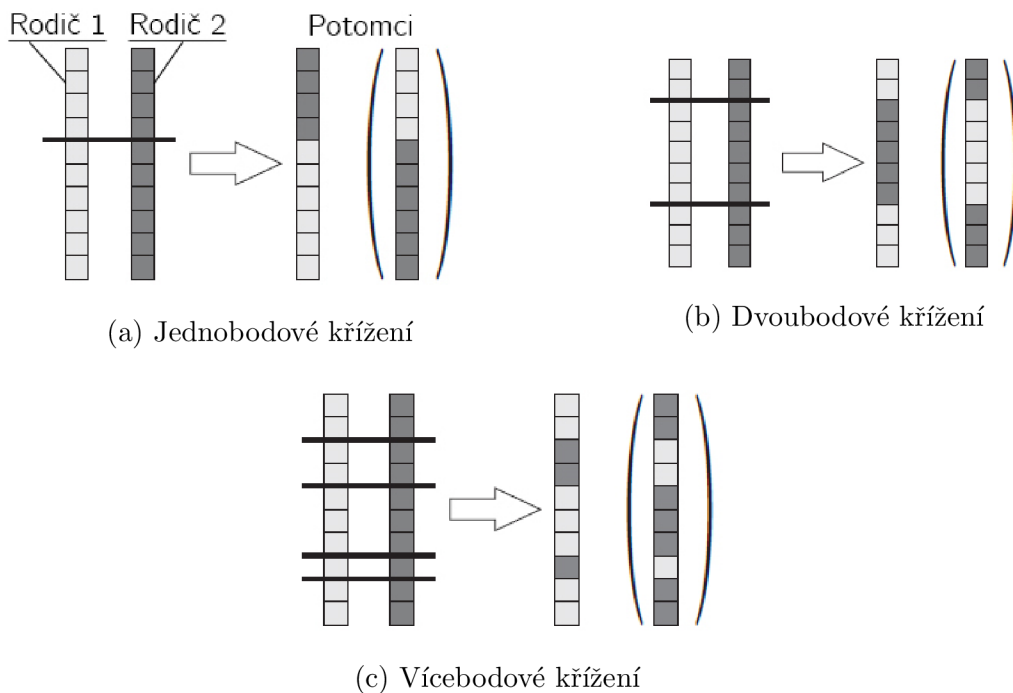 Rodič 1 Rodič 2 Potomci
(a) Jednobodové křížení
(b) Dvoubodové křížení
(c) Vícebodové křížení